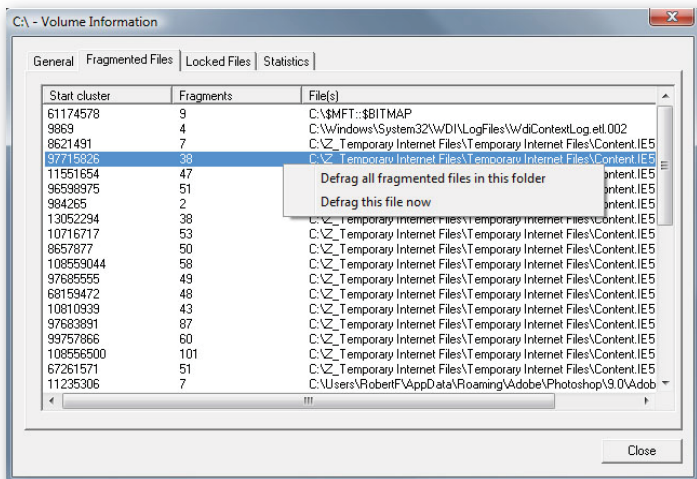 C:\ - Volume Information
General Fragmented Files Locked Files Statistics
Start cluster Fragments File(s)
61174578 9 C:\$MFT::$BITMAP
9869 4 C:\Windows\System32\WDI\LogFiles\WdiContextLog.etl.002
8621491 7 C:\Z_Temporary Internet Files\Temporary Internet Files\Content.IE5
97715826 38 C:\Z_Temporary Internet Files\Temporary Internet Files\Content.IE5
11551654 47 ntent.IE5
Defrag all fragmented files in this folder
96598975 51 ntent.IE5
984265 2 ntent.IE5
Defrag this file now
13052294 38 C:\Z_Temporary Internet Files\Temporary Internet Files\Content.IE5
10716717 53 C:\Z_Temporary Internet Files\Temporary Internet Files\Content.IE5
8657877 50 C:\Z_Temporary Internet Files\Temporary Internet Files\Content.IE5
108559044 58 C:\Z_Temporary Internet Files\Temporary Internet Files\Content.IE5
97685555 49 C:\Z_Temporary Internet Files\Temporary Internet Files\Content.IE5
68159472 48 C:\Z_Temporary Internet Files\Temporary Internet Files\Content.IE5
10810939 43 C:\Z_Temporary Internet Files\Temporary Internet Files\Content.IE5
97683891 87 C:\Z_Temporary Internet Files\Temporary Internet Files\Content.IE5
99757866 60 C:\Z_Temporary Internet Files\Temporary Internet Files\Content.IE5
108556500 101 C:\Z_Temporary Internet Files\Temporary Internet Files\Content.IE5
67261571 51 C:\Z_Temporary Internet Files\Temporary Internet Files\Content.IE5
11235306 7 C:\Users\RobertF\AppData\Roaming\Adobe\Photoshop\9.0\Adob
Close